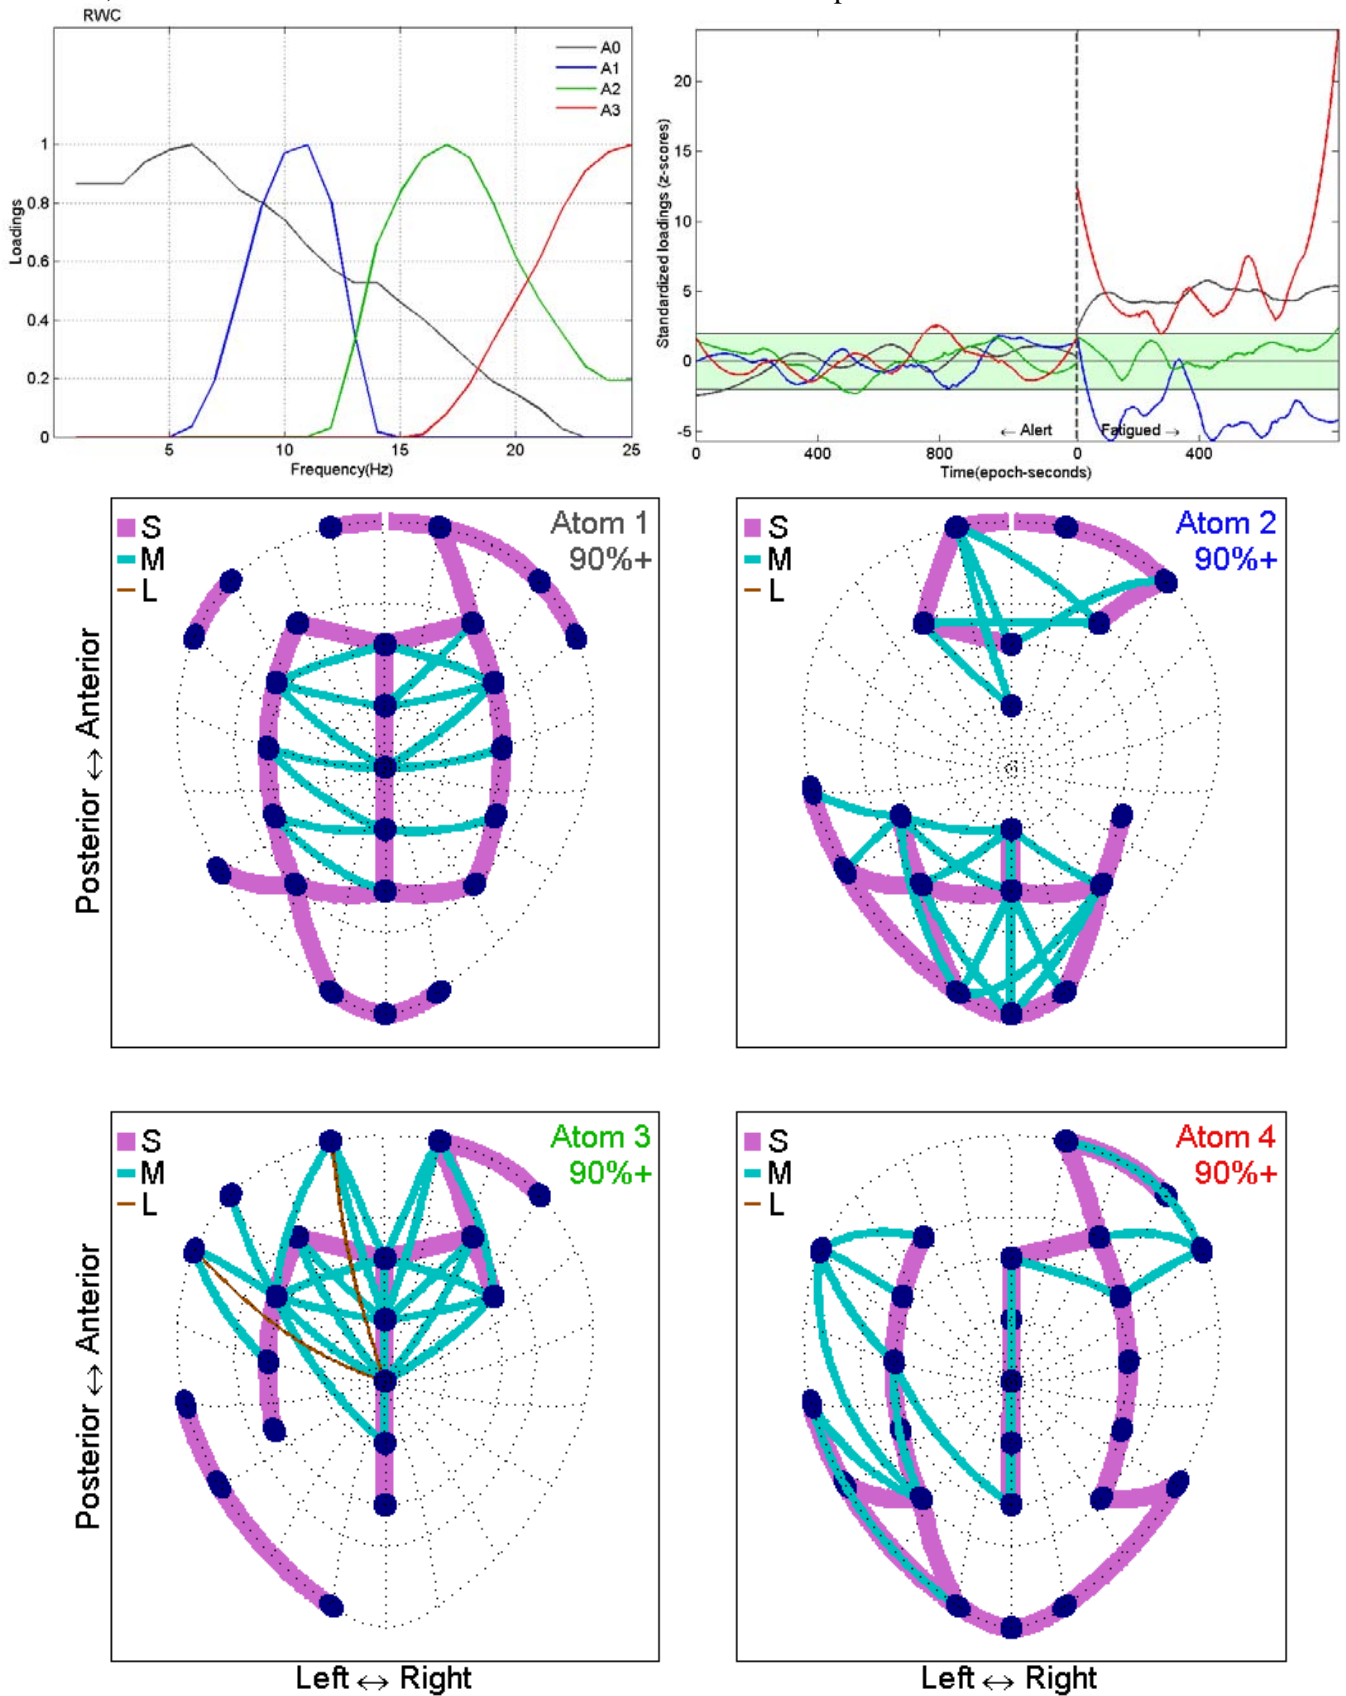 RWC
A0
A1
A2
A3
1
0.8
0.6
0.4
0.2
0
Loadings
5
10
15
20
25
Frequency(Hz)
20
15
10
5
0
-5
Standardized loadings (z-scores)
← Alert
Fatigued →
0
400
800
0
400
Time(epoch-seconds)
S
M
L
Atom 1
90%+
Posterior ↔ Anterior
S
M
L
Atom 2
90%+
S
M
L
Atom 3
90%+
Posterior ↔ Anterior
Left ↔ Right
S
M
L
Atom 4
90%+
Left ↔ Right